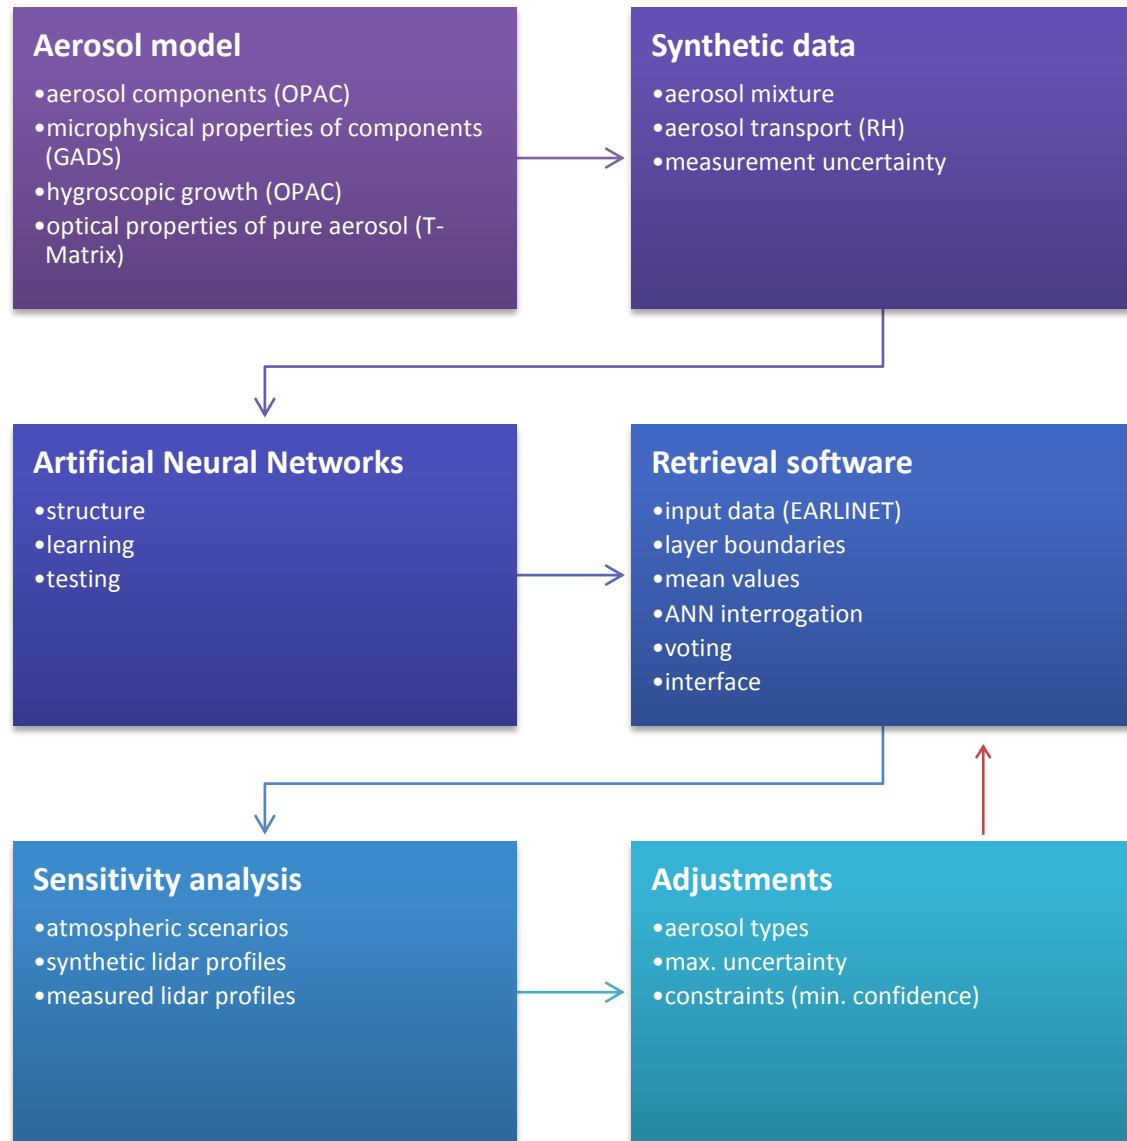 Aerosol model
•aerosol components (OPAC)
•microphysical properties of components
(GADS)
•hygroscopic growth (OPAC)
•optical properties of pure aerosol (T-
Matrix)
Synthetic data
•aerosol mixture
•aerosol transport (RH)
•measurement uncertainty
Artificial Neural Networks
•structure
•learning
•testing
Retrieval software
•input data (EARLINET)
•layer boundaries
•mean values
•ANN interrogation
•voting
•interface
Sensitivity analysis
•atmospheric scenarios
•synthetic lidar profiles
•measured lidar profiles
Adjustments
•aerosol types
•max. uncertainty
•constraints (min. confidence)